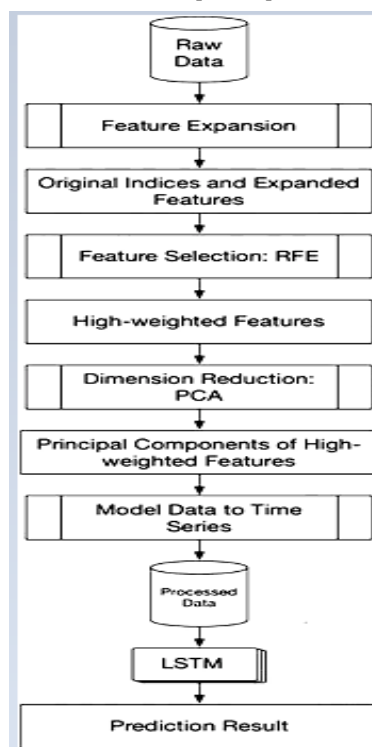 Raw
Data
Feature Expansion
Original Indices and Expanded
Features
Feature Selection: RFE
High-weighted Features
Dimension Reduction:
PCA
Principal Components of High-
weighted Features
Model Data to Time
Series
Processed
Data
LSTM
Prediction Result